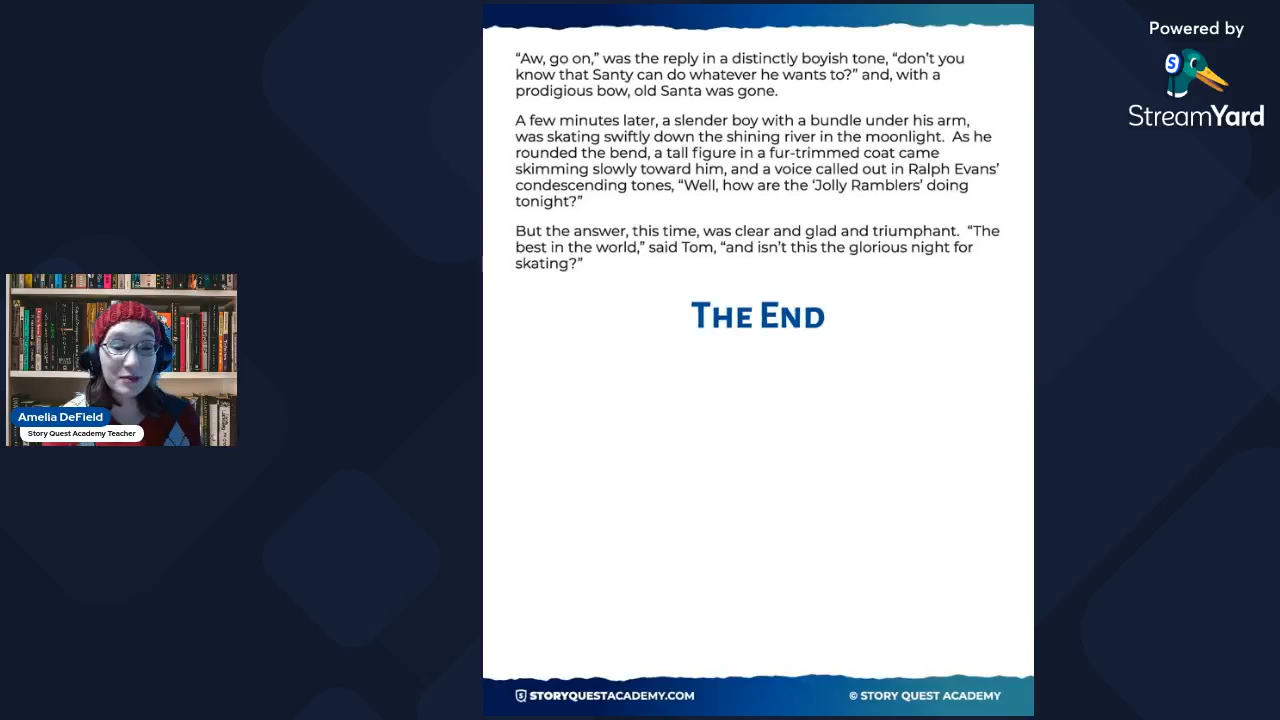 “Aw, go on,” was the reply in a distinctly boyish tone, “don’t you
know that Santy can do whatever he wants to?” and, with a
prodigious bow, old Santa was gone.
A few minutes later, a slender boy with a bundle under his arm,
was skating swiftly down the shining river in the moonlight.  As he
rounded the bend, a tall figure in a fur-trimmed coat came
skimming slowly toward him, and a voice called out in Ralph Evans’
condescending tones, “Well, how are the ‘Jolly Ramblers’ doing
tonight?”
But the answer, this time, was clear and glad and triumphant.  “The
best in the world,” said Tom, “and isn’t this the glorious night for
skating?”
The End
STORYQUESTACADEMY.COM
© STORY QUEST ACADEMY
Amelia DeField
Story Quest Academy Teacher
Powered by
S
StreamYard